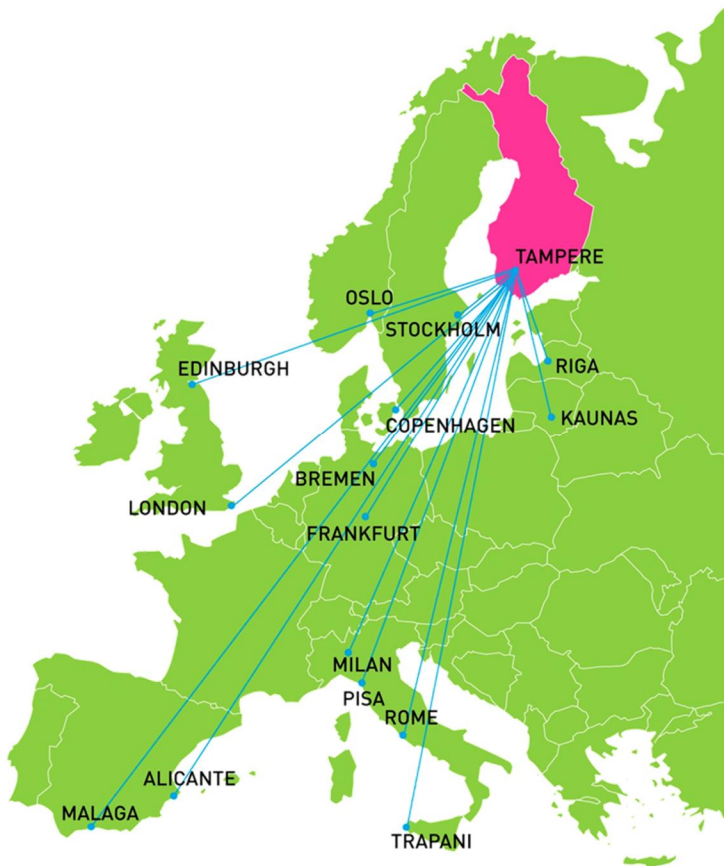 TAMPERE
OSLO
STOCKHOLM
EDINBURGH
RIGA
KAUNAS
COPENHAGEN
BREMEN
LONDON
FRANKFURT
MILAN
PISA
ROME
ALICANTE
MALAGA
TRAPANI